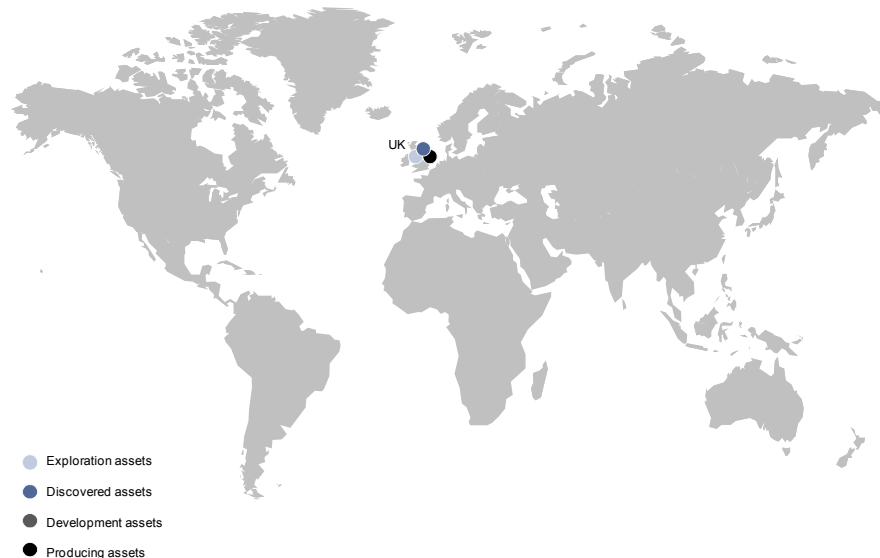 UK
Exploration assets
Discovered assets
Development assets
Producing assets